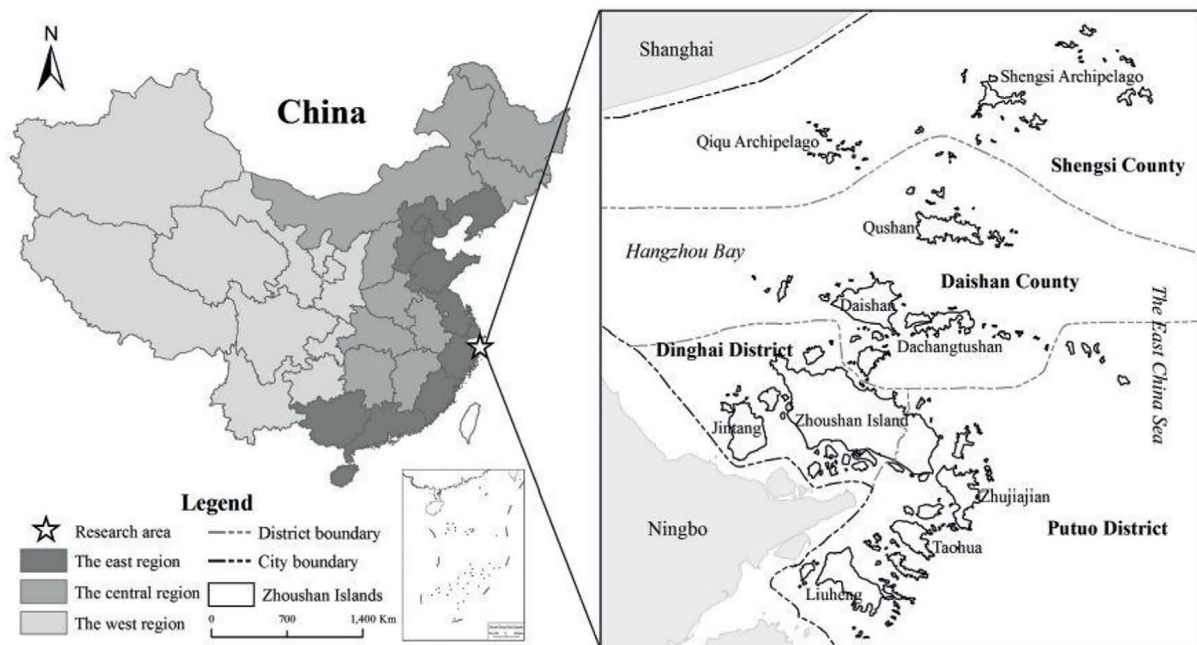 N
China
Legend
Research area
The east region
The central region
The west region
District boundary
City boundary
Zhoushan Islands
0 700 1,400 Km
Shanghai
Shengsi Archipelago
Qiqu Archipelago
Shengsi County
Qushan
Hangzhou Bay
Daishan County
Daishan
The East China Sea
Dachangtushan
Dinghai District
Zhoushan Island
Jintang
Zhujiajian
Ningbo
Putuo District
Taohua
Liuheng